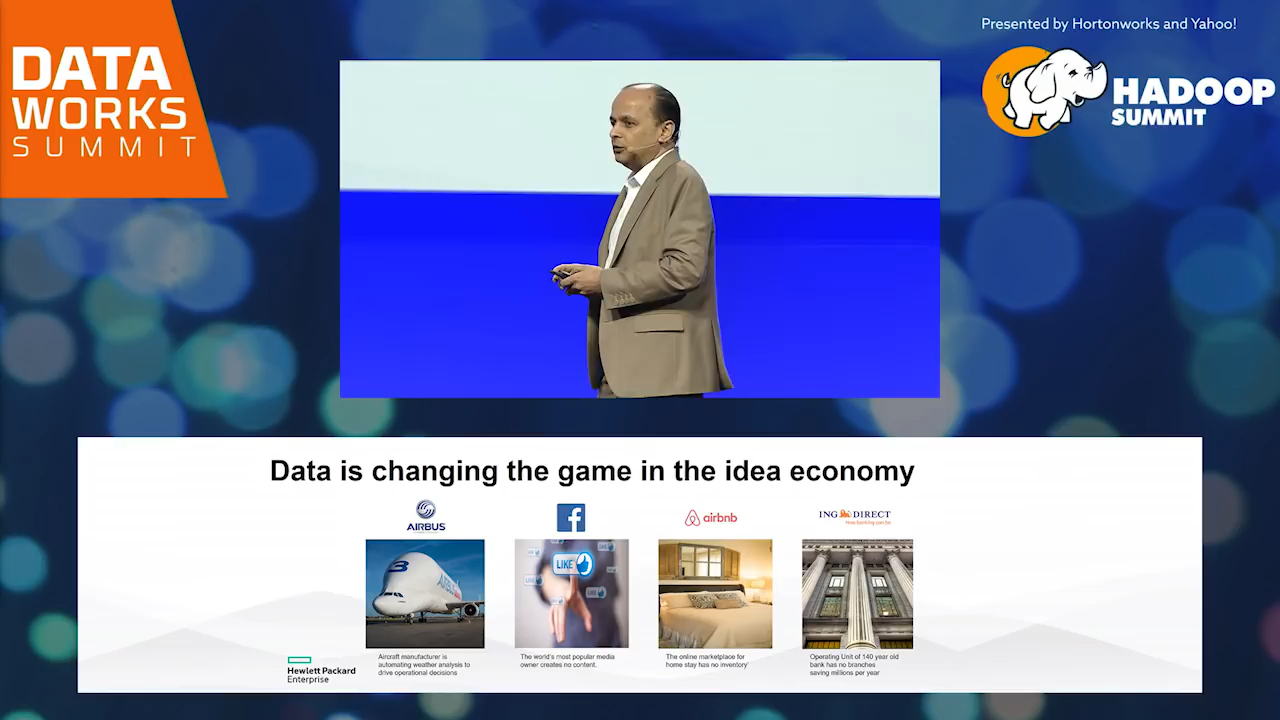 DATA
WORKS
SUMMIT
Presented by Hortonworks and Yahoo!
HADOOP
SUMMIT
Data is changing the game in the idea economy
AIRBUS
f
airbnb
ING DIRECT
LIKE
LIKE
Aircraft manufacturer is
automating weather analysis to
drive operational decisions
The world's most popular media
owner creates no content.
The online marketplace for
home stay has no inventory'
Operating Unit of 140 year old
bank has no branches
saving millions per year
Hewlett Packard
Enterprise